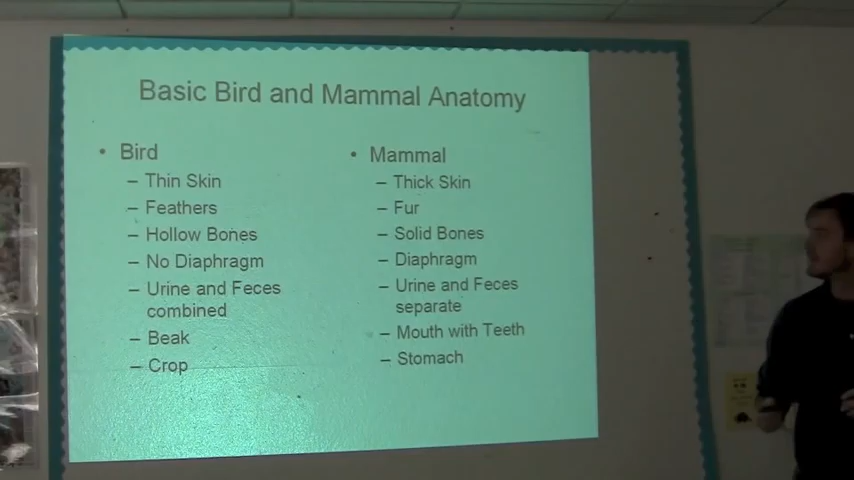 Basic Bird and Mammal Anatomy
• Bird
– Thin Skin
– Feathers
– Hollow Bones
– No Diaphragm
– Urine and Feces
combined
– Beak
– Crop
• Mammal
– Thick Skin
– Fur
– Solid Bones
– Diaphragm
– Urine and Feces
separate
– Mouth with Teeth
– Stomach